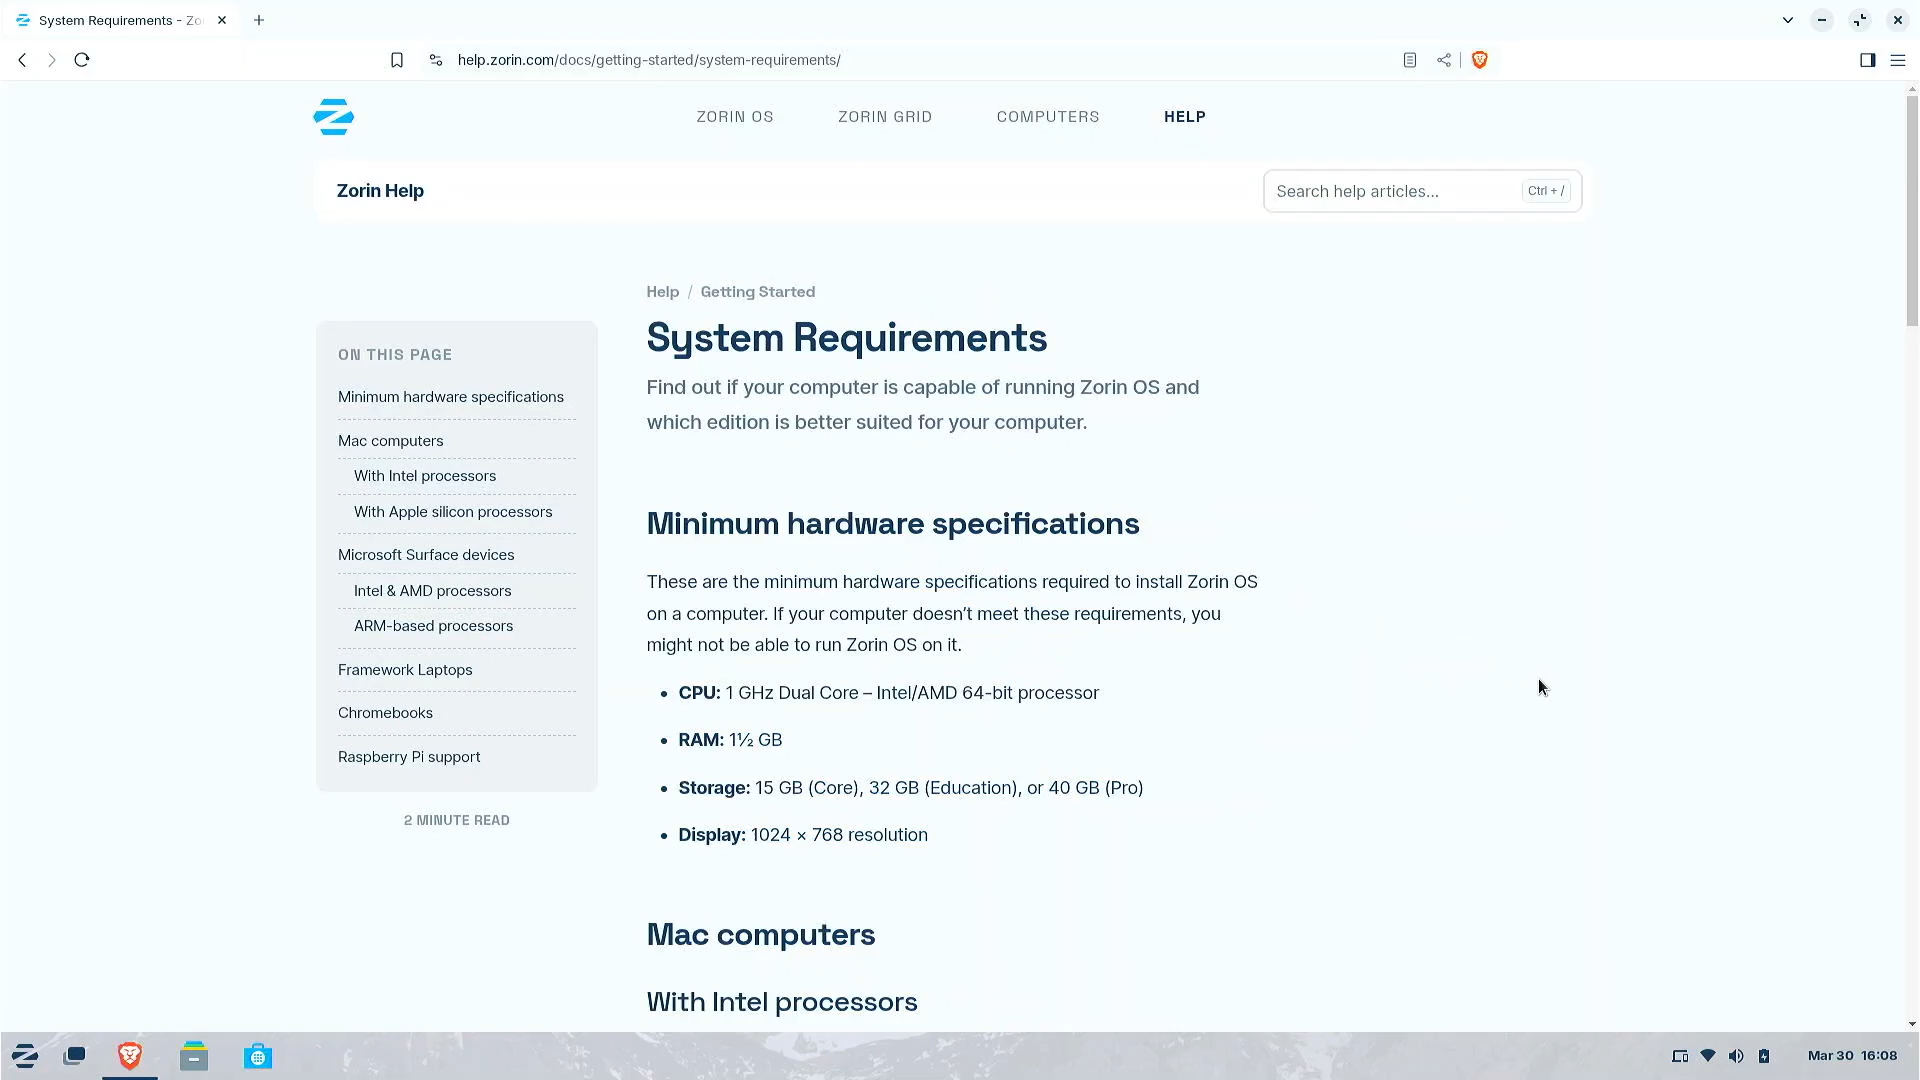 System Requirements - Zo
help.zorin.com/docs/getting-started/system-requirements/
ZORIN OS
ZORIN GRID
COMPUTERS
HELP
Zorin Help
Search help articles...
Ctrl + /
Help / Getting Started
System Requirements
Find out if your computer is capable of running Zorin OS and
which edition is better suited for your computer.
ON THIS PAGE
Minimum hardware specifications
Mac computers
With Intel processors
With Apple silicon processors
Microsoft Surface devices
Intel & AMD processors
ARM-based processors
Framework Laptops
Chromebooks
Raspberry Pi support
2 MINUTE READ
Minimum hardware specifications
These are the minimum hardware specifications required to install Zorin OS
on a computer. If your computer doesn’t meet these requirements, you
might not be able to run Zorin OS on it.
• CPU: 1 GHz Dual Core – Intel/AMD 64-bit processor
• RAM: 1½ GB
• Storage: 15 GB (Core), 32 GB (Education), or 40 GB (Pro)
• Display: 1024 × 768 resolution
Mac computers
With Intel processors
Mar 30 16:08